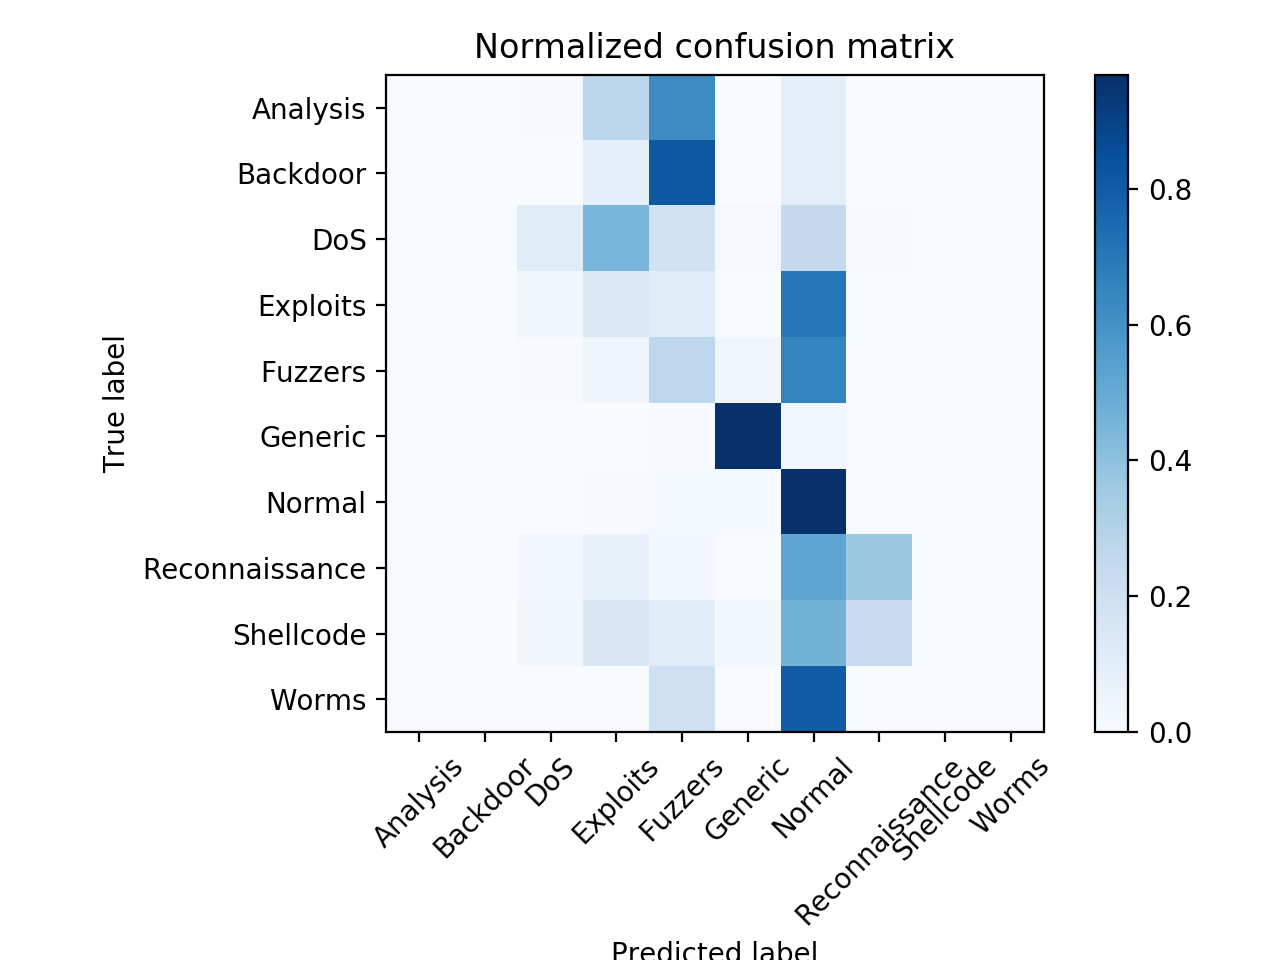 Normalized confusion matrix
True label
Analysis
Backdoor
DoS
Exploits
Fuzzers
Generic
Normal
Reconnaissance
Shellcode
Worms
0.8
0.6
0.4
0.2
0.0
Analysis
Backdoor
DoS
Exploits
Fuzzers
Generic
Normal
Reconnaissance
Shellcode
Worms
Predicted label